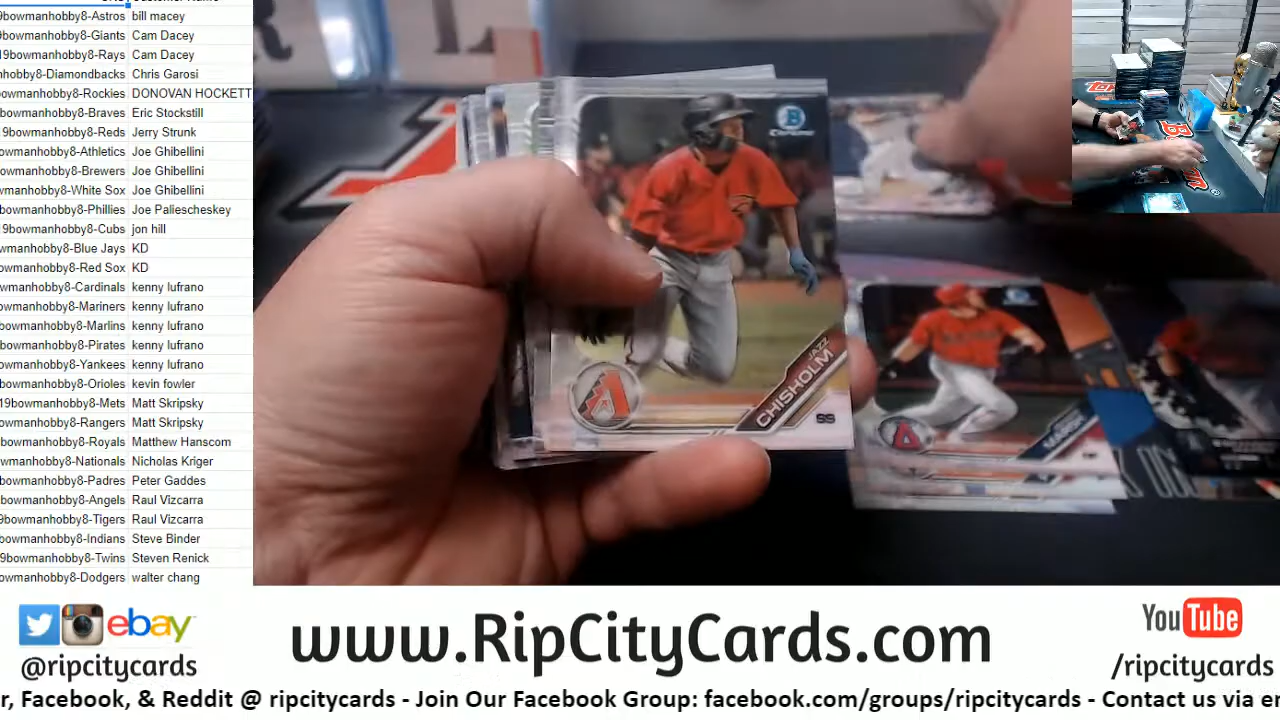 9bowmanhobby8-Astros bill macey
9bowmanhobby8-Giants Cam Dacey
19bowmanhobby8-Rays Cam Dacey
nhobby8-Diamondbacks Chris Garosi
bowmanhobby8-Rockies DONOVAN HOCKETT
bowmanhobby8-Braves Eric Stockstill
19bowmanhobby8-Reds Jerry Strunk
owmanhobby8-Athletics Joe Ghibellini
owmanhobby8-Brewers Joe Ghibellini
wmanhobby8-White Sox Joe Ghibellini
bowmanhobby8-Phillies Joe Paliescheskey
19bowmanhobby8-Cubs jon hill
owmanhobby8-Blue Jays KD
owmanhobby8-Red Sox KD
owmanhobby8-Cardinals kenny lufrano
bowmanhobby8-Mariners kenny lufrano
bowmanhobby8-Marlins kenny lufrano
bowmanhobby8-Pirates kenny lufrano
bowmanhobby8-Yankees kenny lufrano
bowmanhobby8-Orioles kevin fowler
19bowmanhobby8-Mets Matt Skripsky
owmanhobby8-Rangers Matt Skripsky
bowmanhobby8-Royals Matthew Hanscom
wmanhobby8-Nationals Nicholas Kriger
bowmanhobby8-Padres Peter Gaddes
bowmanhobby8-Angels Raul Vizcarra
9bowmanhobby8-Tigers Raul Vizcarra
bowmanhobby8-Indians Steve Binder
9bowmanhobby8-Twins Steven Renick
owmanhobby8-Dodgers walter chang
B
Chrome
JAZZ
CHISHOLM
SS
A
ebay
@ripcitycards
www.RipCityCards.com
YouTube
/ripcitycards
r, Facebook, & Reddit @ ripcitycards - Join Our Facebook Group: facebook.com/groups/ripcitycards - Contact us via e